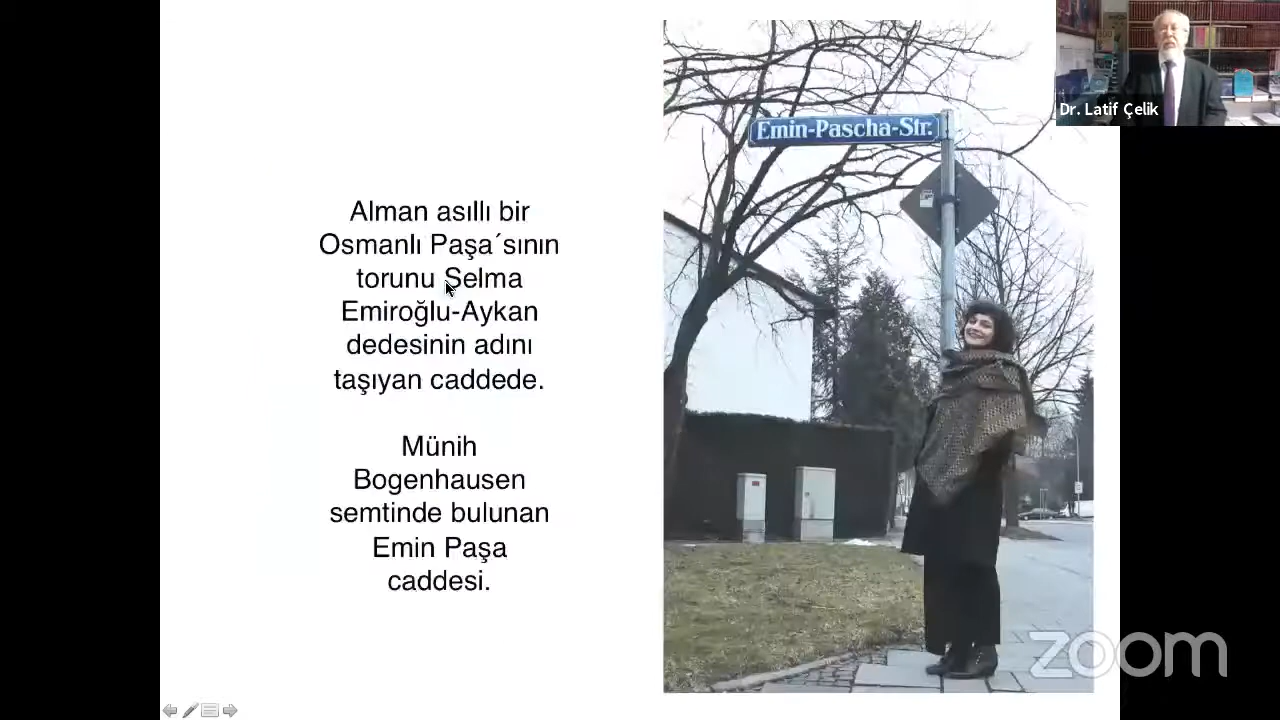 Alman asıllı bir
Osmanlı Paşa´sının
torunu Selma
Emiroğlu-Aykan
dedesinin adını
taşıyan caddede.
Münih
Bogenhausen
semtinde bulunan
Emin Paşa
caddesi.
Emin-Pascha-Str.
Dr. Latif Çelik
zoom